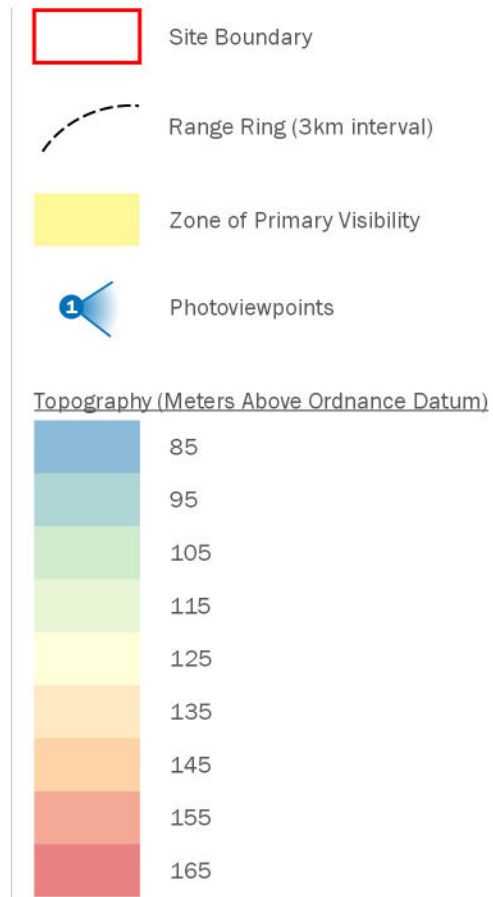 Site Boundary
Range Ring (3km interval)
Zone of Primary Visibility
1
Photoviewpoints
Topography (Meters Above Ordnance Datum)
85
95
105
115
125
135
145
155
165